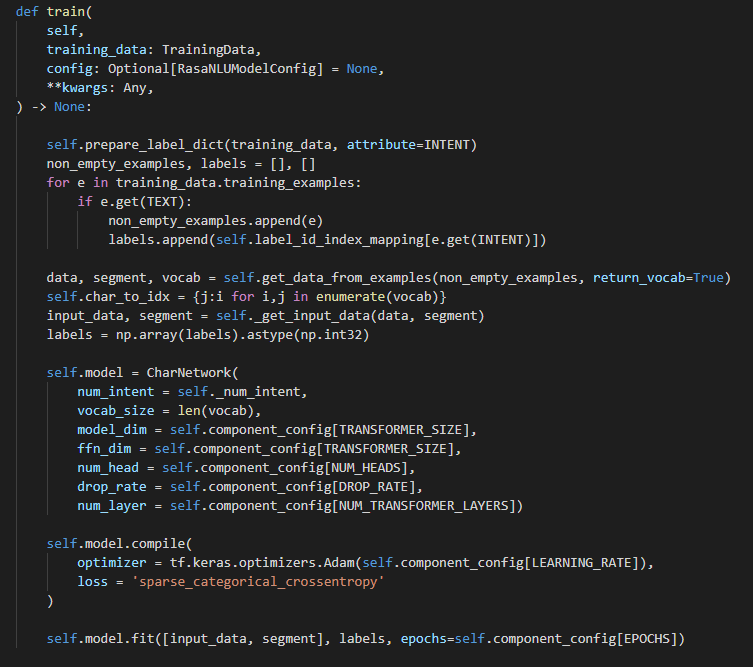 def train(
    self,
    training_data: TrainingData,
    config: Optional[RasaNLUModelConfig] = None,
    **kwargs: Any,
) -> None:

    self.prepare_label_dict(training_data, attribute=INTENT)
    non_empty_examples, labels = [], []
    for e in training_data.training_examples:
        if e.get(TEXT):
            non_empty_examples.append(e)
            labels.append(self.label_id_index_mapping[e.get(INTENT)])

    data, segment, vocab = self.get_data_from_examples(non_empty_examples, return_vocab=True)
    self.char_to_idx = {j:i for i,j in enumerate(vocab)}
    input_data, segment = self._get_input_data(data, segment)
    labels = np.array(labels).astype(np.int32)

    self.model = CharNetwork(
        num_intent = self._num_intent,
        vocab_size = len(vocab),
        model_dim = self.component_config[TRANSFORMER_SIZE],
        ffn_dim = self.component_config[TRANSFORMER_SIZE],
        num_head = self.component_config[NUM_HEADS],
        drop_rate = self.component_config[DROP_RATE],
        num_layer = self.component_config[NUM_TRANSFORMER_LAYERS])

    self.model.compile(
        optimizer = tf.keras.optimizers.Adam(self.component_config[LEARNING_RATE]),
        loss = 'sparse_categorical_crossentropy'
    )

    self.model.fit([input_data, segment], labels, epochs=self.component_config[EPOCHS])